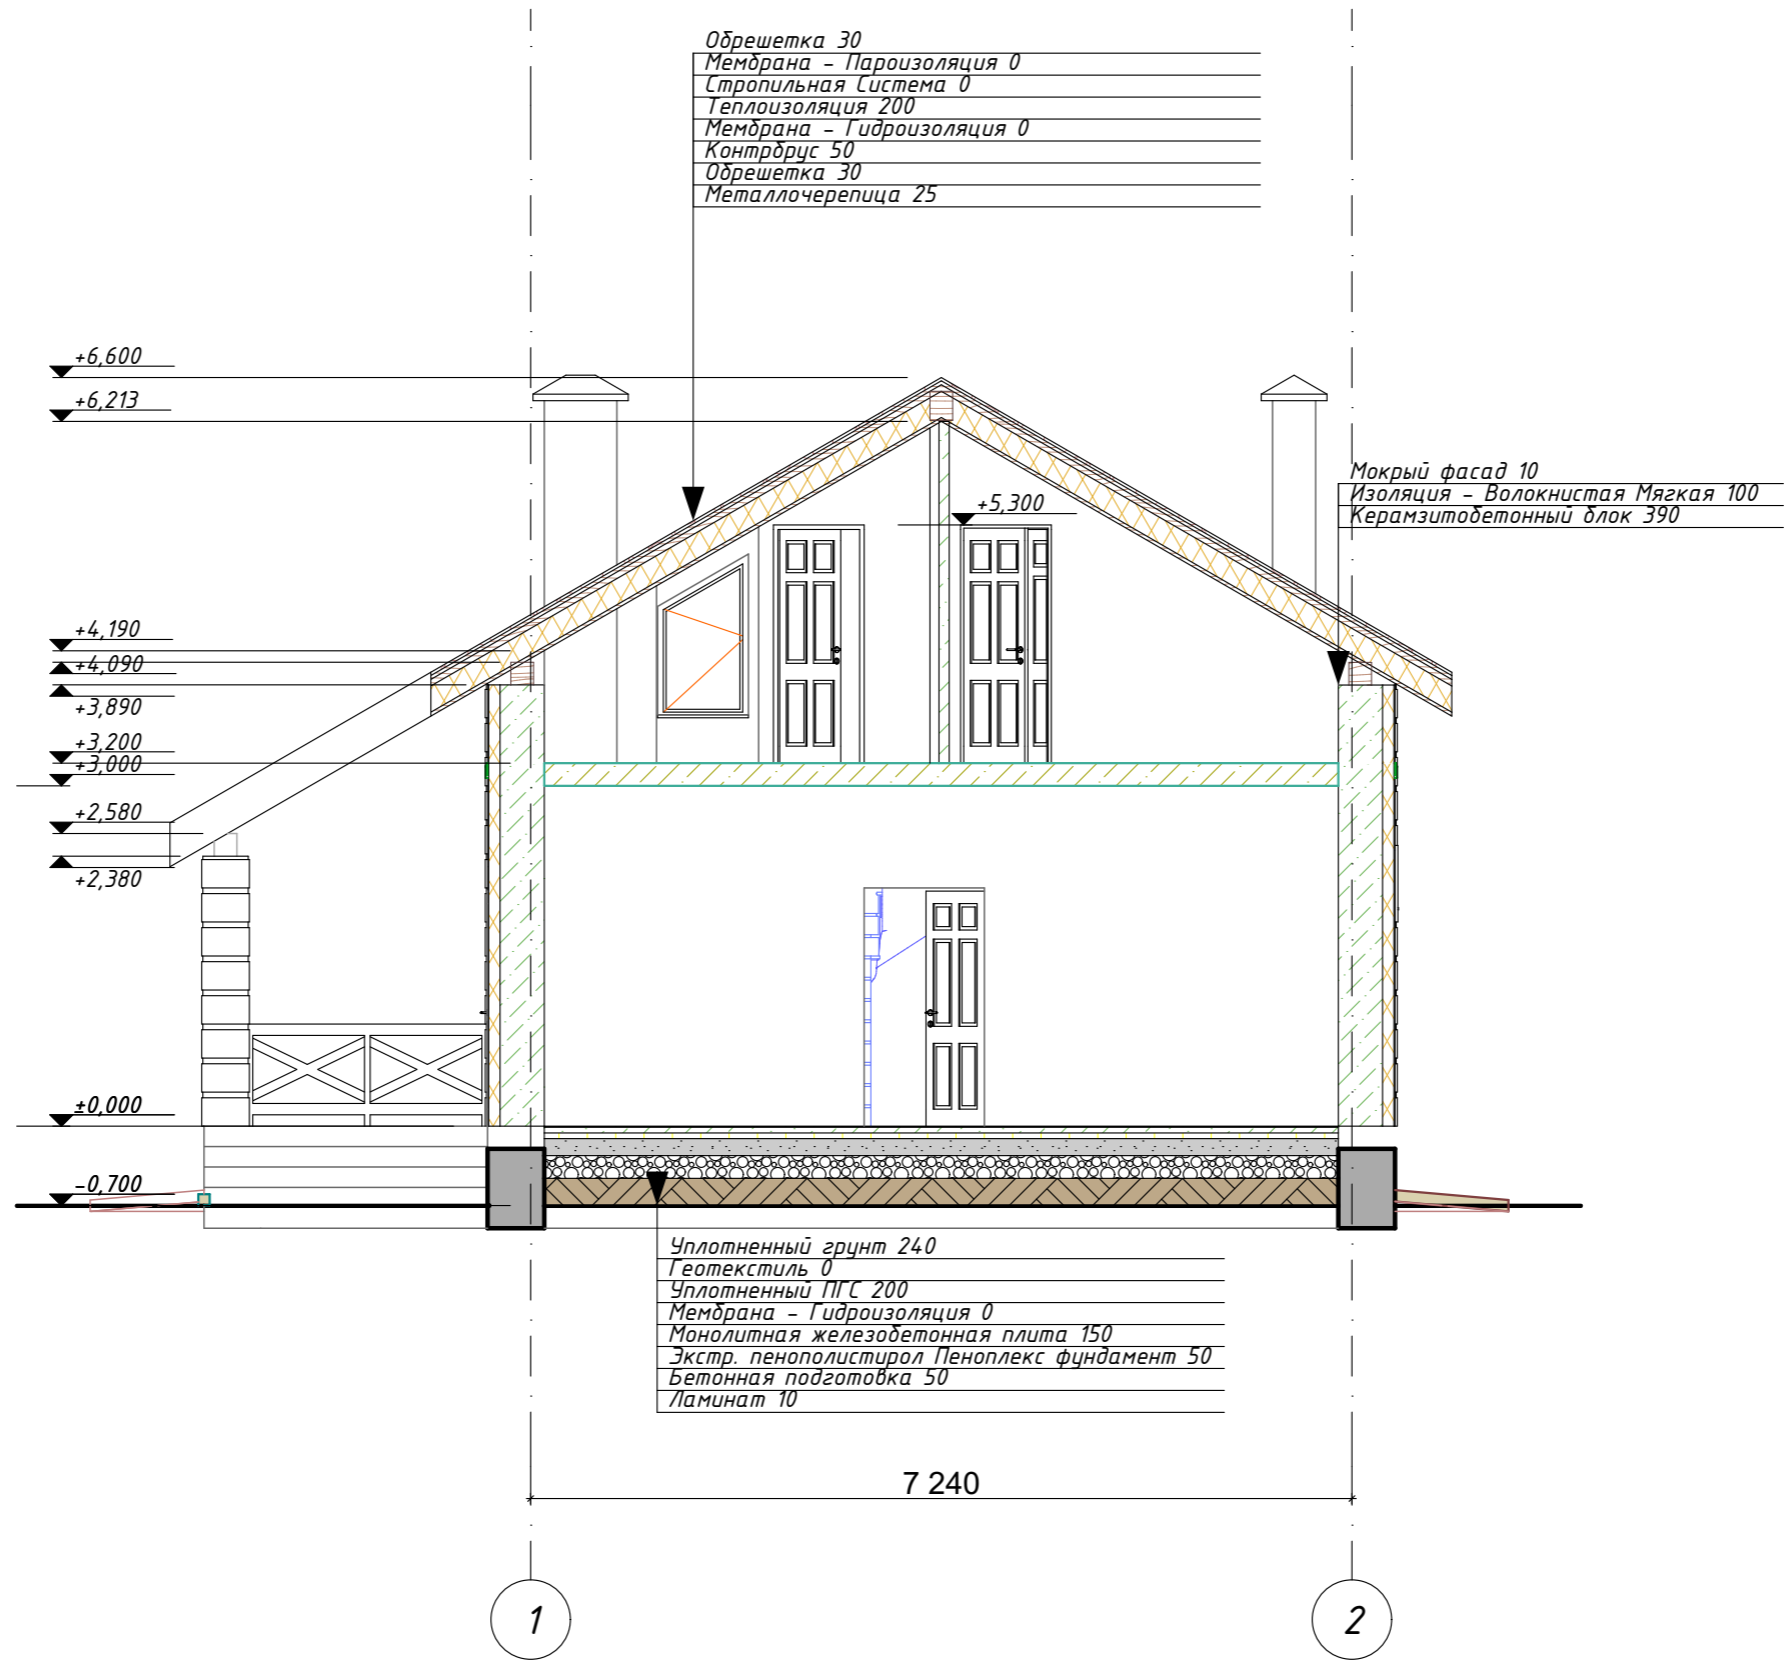 Обрешетка 30
Мембрана - Пароизоляция 0
Стропильная Система 0
Теплоизоляция 200
Мембрана - Гидроизоляция 0
Контрбрус 50
Обрешетка 30
Металлочерепица 25
+6,600
+6,213
Мокрый фасад 10
Изоляция - Волокнистая Мягкая 100
Керамзитобетонный блок 390
+5,300
+4,190
+4,090
+3,890
+3,200
+3,000
+2,580
+2,380
±0,000
-0,700
Уплотненный грунт 240
Геотекстиль 0
Уплотненный ПГС 200
Мембрана - Гидроизоляция 0
Монолитная железобетонная плита 150
Экстр. пенополистирол Пеноплекс фундамент 50
Бетонная подготовка 50
Ламинат 10
7 240
1
2